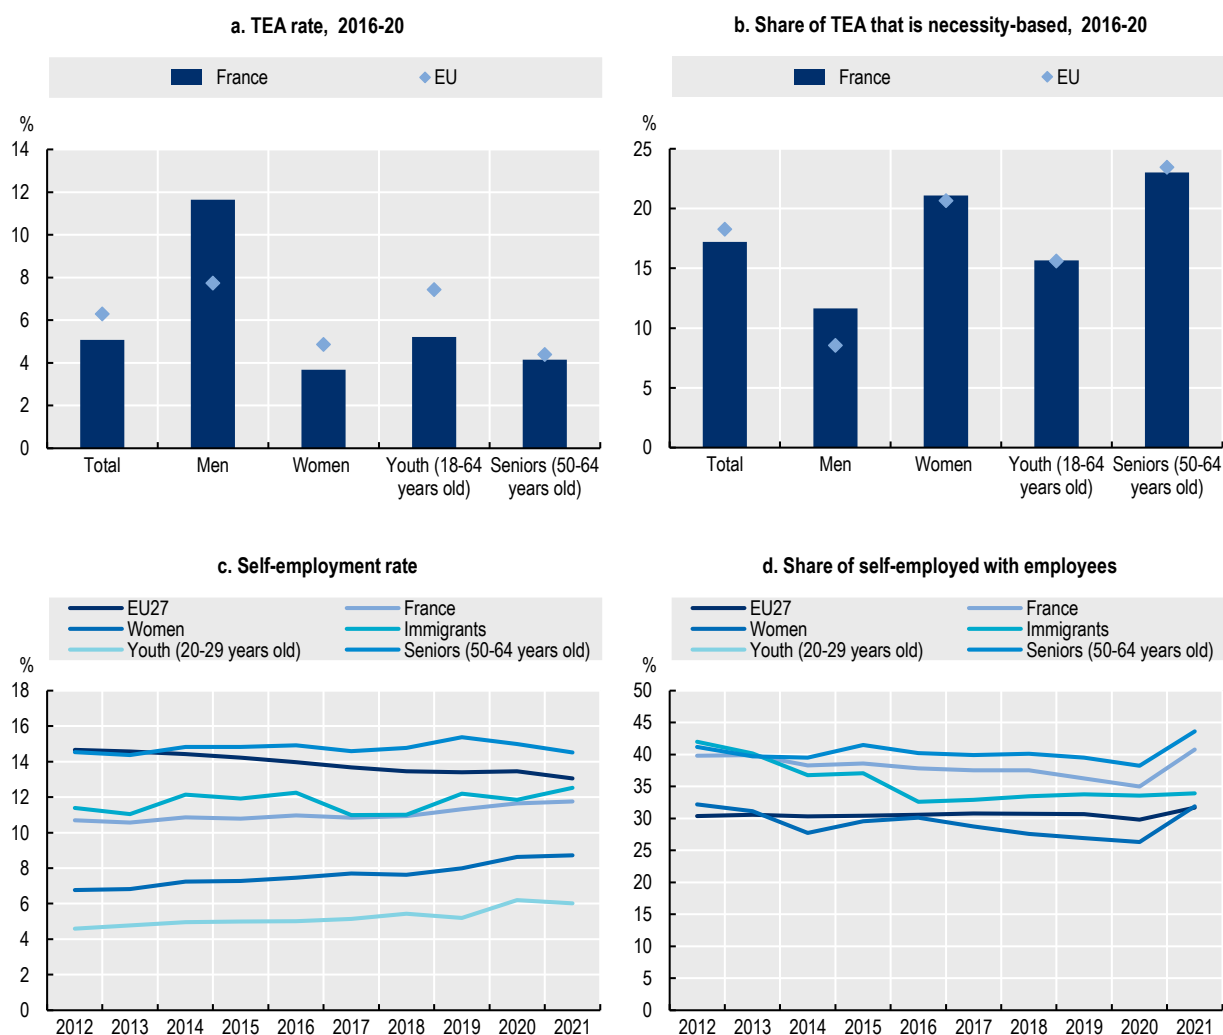 a. TEA rate, 2016-20
France
EU
%
14
12
10
8
6
4
2
0
Total
Men
Women
Youth (18-64
years old)
Seniors (50-64
years old)
b. Share of TEA that is necessity-based, 2016-20
France
EU
%
25
20
15
10
5
0
Total
Men
Women
Youth (18-64
years old)
Seniors (50-64
years old)
c. Self-employment rate
EU27
France
Women
Immigrants
Youth (20-29 years old)
Seniors (50-64 years old)
%
18
16
14
12
10
8
6
4
2
0
2012 2013 2014 2015 2016 2017 2018 2019 2020 2021
d. Share of self-employed with employees
EU27
France
Women
Immigrants
Youth (20-29 years old)
Seniors (50-64 years old)
%
50
45
40
35
30
25
20
15
10
5
0
2012 2013 2014 2015 2016 2017 2018 2019 2020 2021